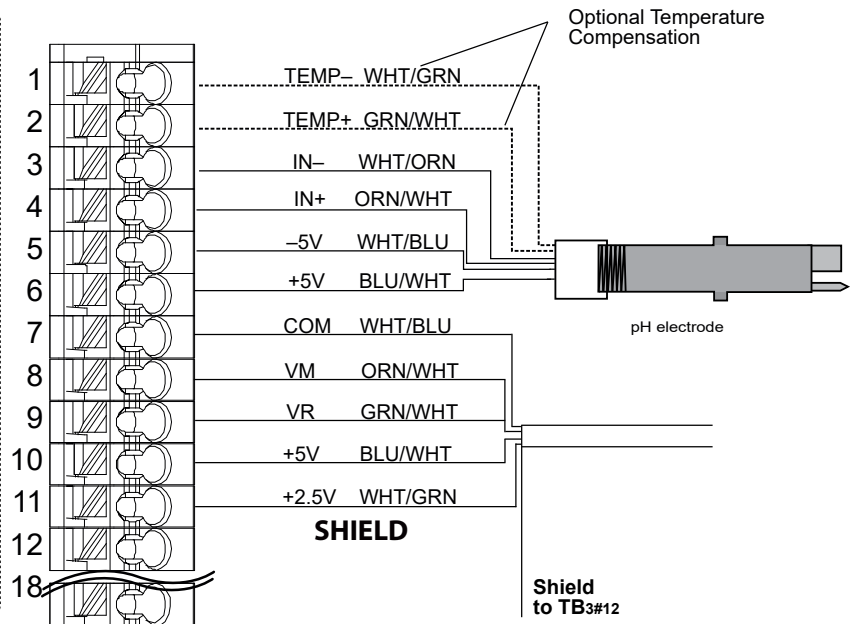 Optional Temperature
Compensation
1 TEMP– WHT/GRN
2 TEMP+ GRN/WHT
3 IN– WHT/ORN
4 IN+ ORN/WHT
5 –5V WHT/BLU
6 +5V BLU/WHT
pH electrode
7 COM WHT/BLU
8 VM ORN/WHT
9 VR GRN/WHT
10 +5V BLU/WHT
11 +2.5V WHT/GRN
12 SHIELD
18
Shield
to TB3#12